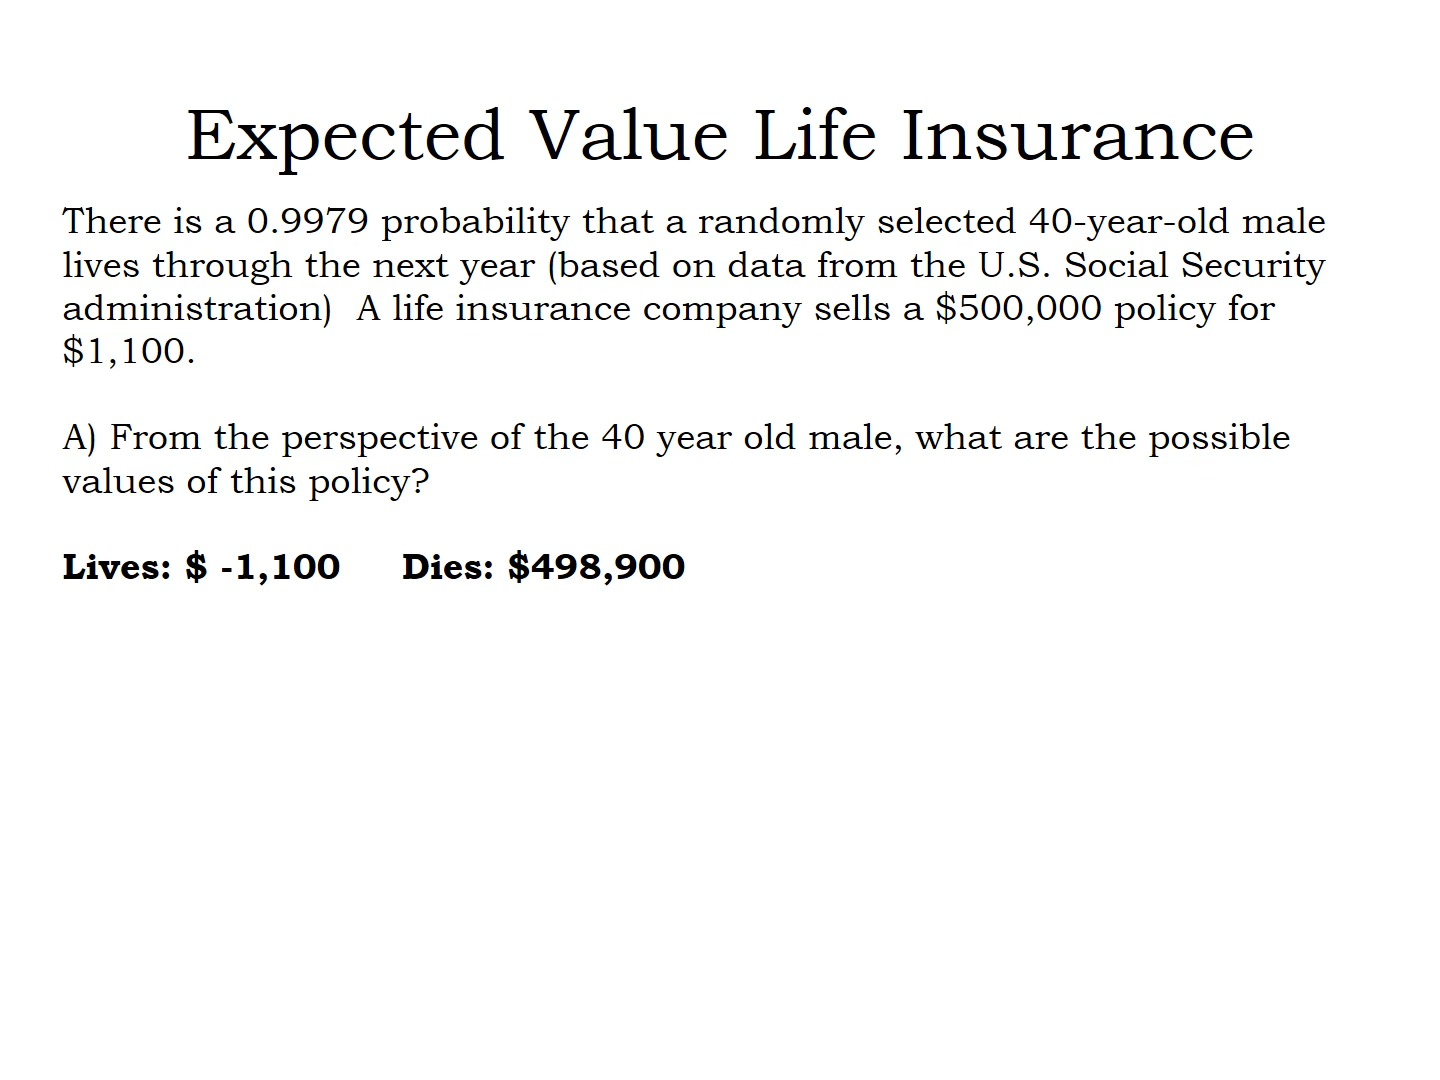 Expected Value Life Insurance
There is a 0.9979 probability that a randomly selected 40-year-old male
lives through the next year (based on data from the U.S. Social Security
administration)  A life insurance company sells a $500,000 policy for
$1,100.
A) From the perspective of the 40 year old male, what are the possible
values of this policy?
Lives: $ -1,100     Dies: $498,900